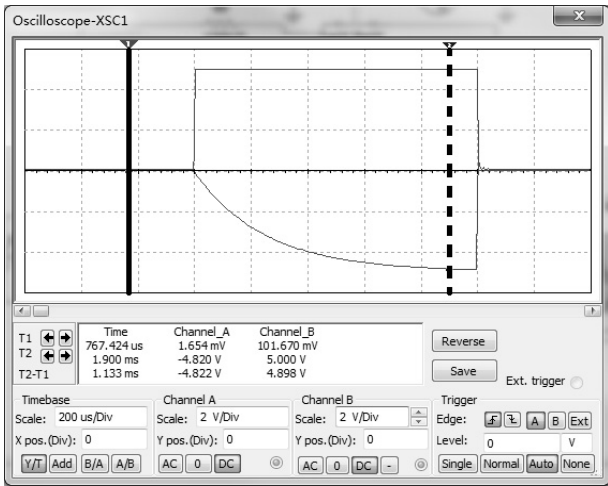 Oscilloscope-XSC1
x
1 2
T1
T2
T2-T1
Time Channel_A Channel_B
767.424 us 1.654 mV 101.670 mV
1.900 ms -4.820 V 5.000 V
1.133 ms -4.822 V 4.898 V
Reverse
Save
Ext. trigger
Timebase
Scale: 200 us/Div
X pos.(Div): 0
Y/T Add B/A A/B
Channel A
Scale: 2 V/Div
Y pos.(Div): 0
AC 0 DC
Channel B
Scale: 2 V/Div
Y pos.(Div): 0
AC 0 DC -
Trigger
Edge: A B Ext
Level: 0 V
Single Normal Auto None